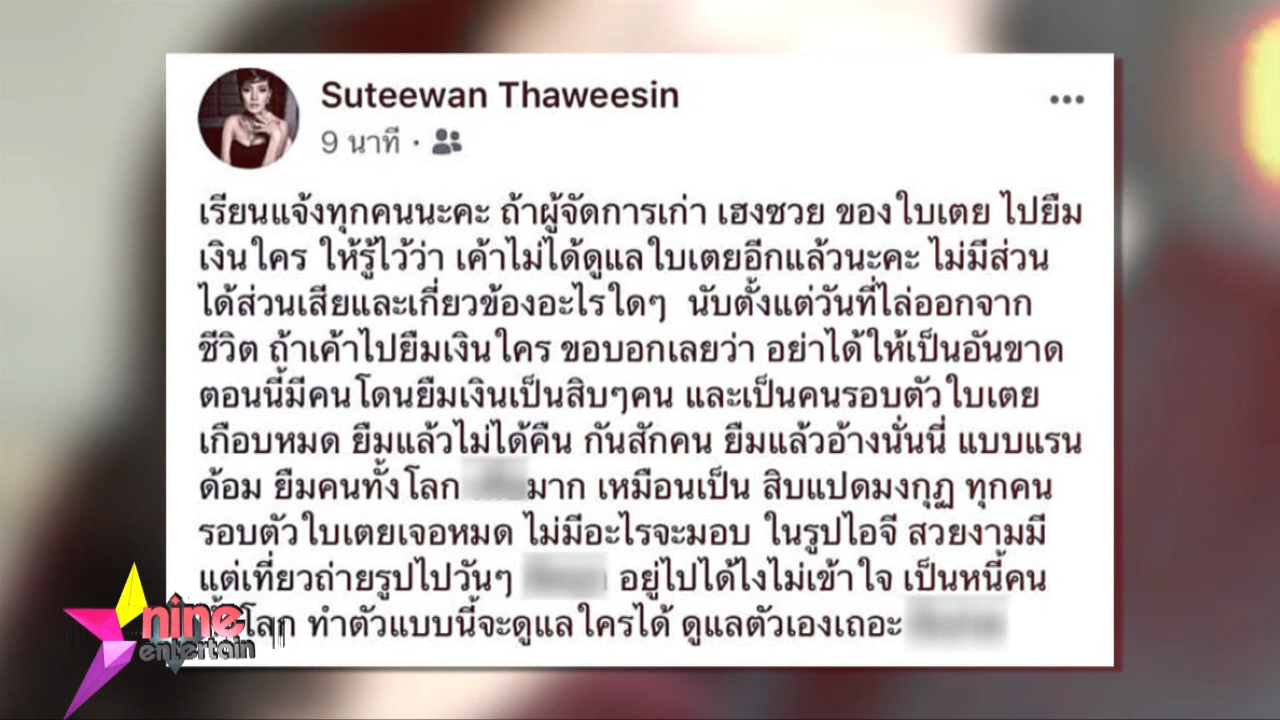 Suteewan Thaweesin
9 นาที ·
เรียนแจ้งทุกคนนะคะ ถ้าผู้จัดการเก่า เฮงซวย ของใบเตย ไปยืม
เงินใคร ให้รู้ไว้ว่า เค้าไม่ได้ดูแลใบเตยอีกแล้วนะคะ ไม่มีส่วน
ได้ส่วนเสียและเกี่ยวข้องอะไรใดๆ นับตั้งแต่วันที่ไล่ออกจาก
ชีวิต ถ้าเค้าไปยืมเงินใคร ขอบอกเลยว่า อย่าได้ให้เป็นอันขาด
ตอนนี้มีคนโดนยืมเงินเป็นสิบๆคน และเป็นคนรอบตัวใบเตย
เกือบหมด ยืมแล้วไม่ได้คืน กันสักคน ยืมแล้วอ้างนั่นนี่ แบบแรน
ด้อม ยืมคนทั้งโลก มาก เหมือนเป็น สิบแปดมงกุฏ ทุกคน
รอบตัวใบเตยเจอหมด ไม่มีอะไรจะมอบ ในรูปไอจี สวยงามมี
แต่เที่ยวถ่ายรูปไปวันๆ อยู่ไปได้ไงไม่เข้าใจ เป็นหนี้คน
โลก ทำตัวแบบนี้จะดูแลใครได้ ดูแลตัวเองเถอะ
nine
entertain